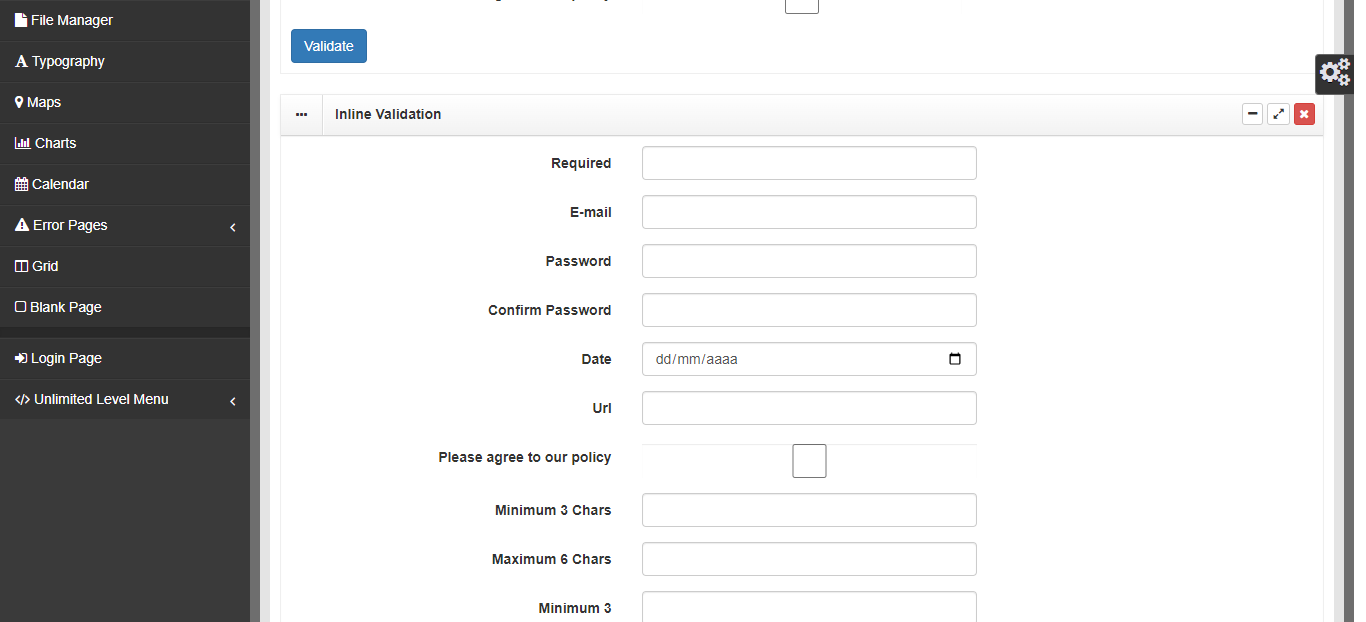 File Manager
Typography
Maps
Charts
Calendar
Error Pages
Grid
Blank Page
Login Page
Unlimited Level Menu
Validate
Inline Validation
Required
E-mail
Password
Confirm Password
Date
dd/mm/aaaa
Url
Please agree to our policy
Minimum 3 Chars
Maximum 6 Chars
Minimum 3